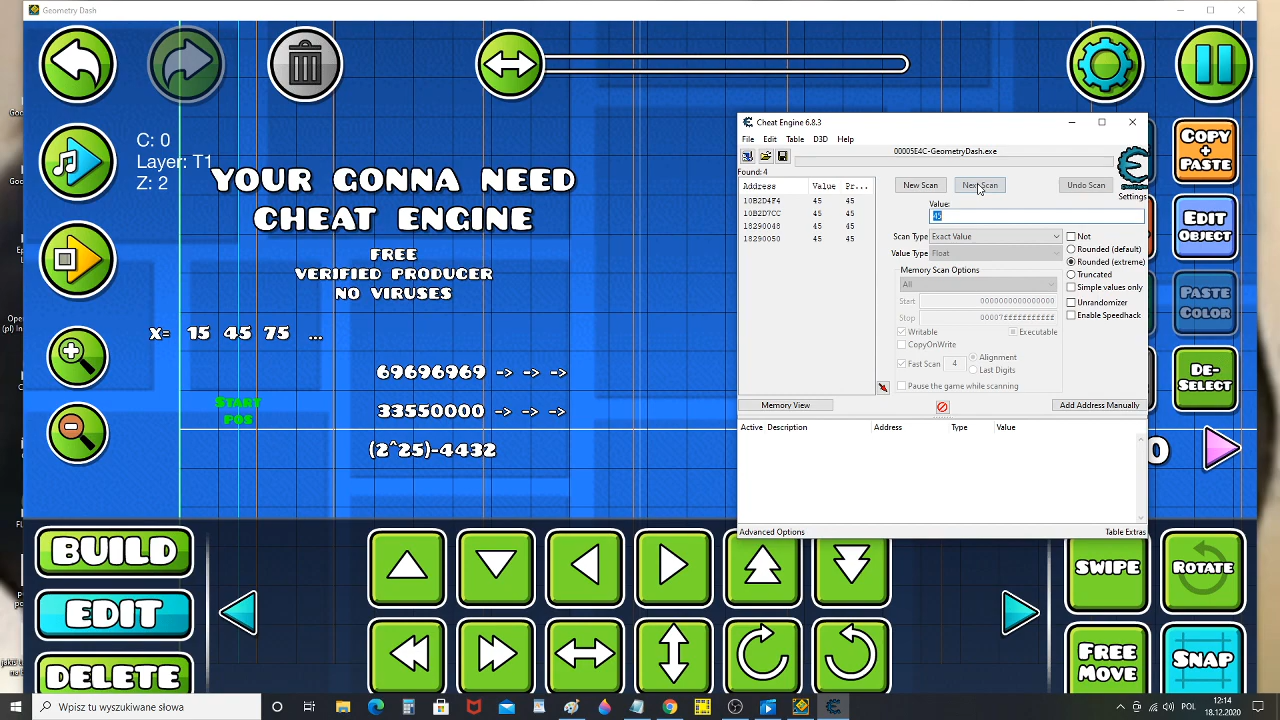 Geometry Dash
C: 0
Layer: T1
Z: 2
YOUR GONNA NEED
CHEAT ENGINE
FREE
VERIFIED PRODUCER
NO VIRUSES
X= 15 45 75 ...
69696969 -> -> ->
33550000 -> -> ->
(2^25)-4432
START
POS
COPY
+
PASTE
EDIT
OBJECT
PASTE
COLOR
DE-
SELECT
0
Cheat Engine 6.8.3
File Edit Table D3D Help
00005E4C-GeometryDash.exe
Found: 4
Address Value Pr...
10B2D4F4 45 45
10B2D7CC 45 45
18290048 45 45
18290050 45 45
New Scan Next Scan Undo Scan
Settings
Value:
45
Scan Type Exact Value
Value Type Float
Not
Rounded (default)
Rounded (extreme)
Truncated
Simple values only
Unrandomizer
Enable Speedhack
Memory Scan Options
All
Start 0000000000000000
Stop 00007fffffffffff
Writable Executable
CopyOnWrite
Fast Scan 4 Alignment
Last Digits
Pause the game while scanning
Memory View
Add Address Manually
Active Description Address Type Value
Advanced Options Table Extras
BUILD
EDIT
DELETE
SWIPE
ROTATE
FREE
MOVE
SNAP
Wpisz tu wyszukiwane słowa
POL
12:14
18.12.2020